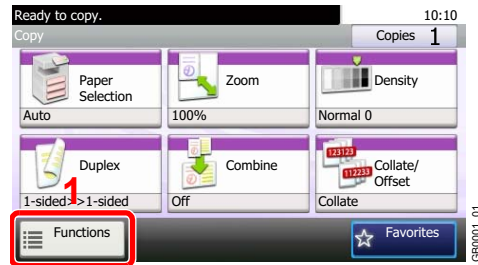 Ready to copy.
10:10
Copy
Copies 1
Paper
Selection
Auto
Zoom
100%
Density
Normal 0
Duplex
1-sided>>1-sided
Combine
Off
123123
112233
Collate/
Offset
Collate
1
Functions
Favorites
GB0001_01